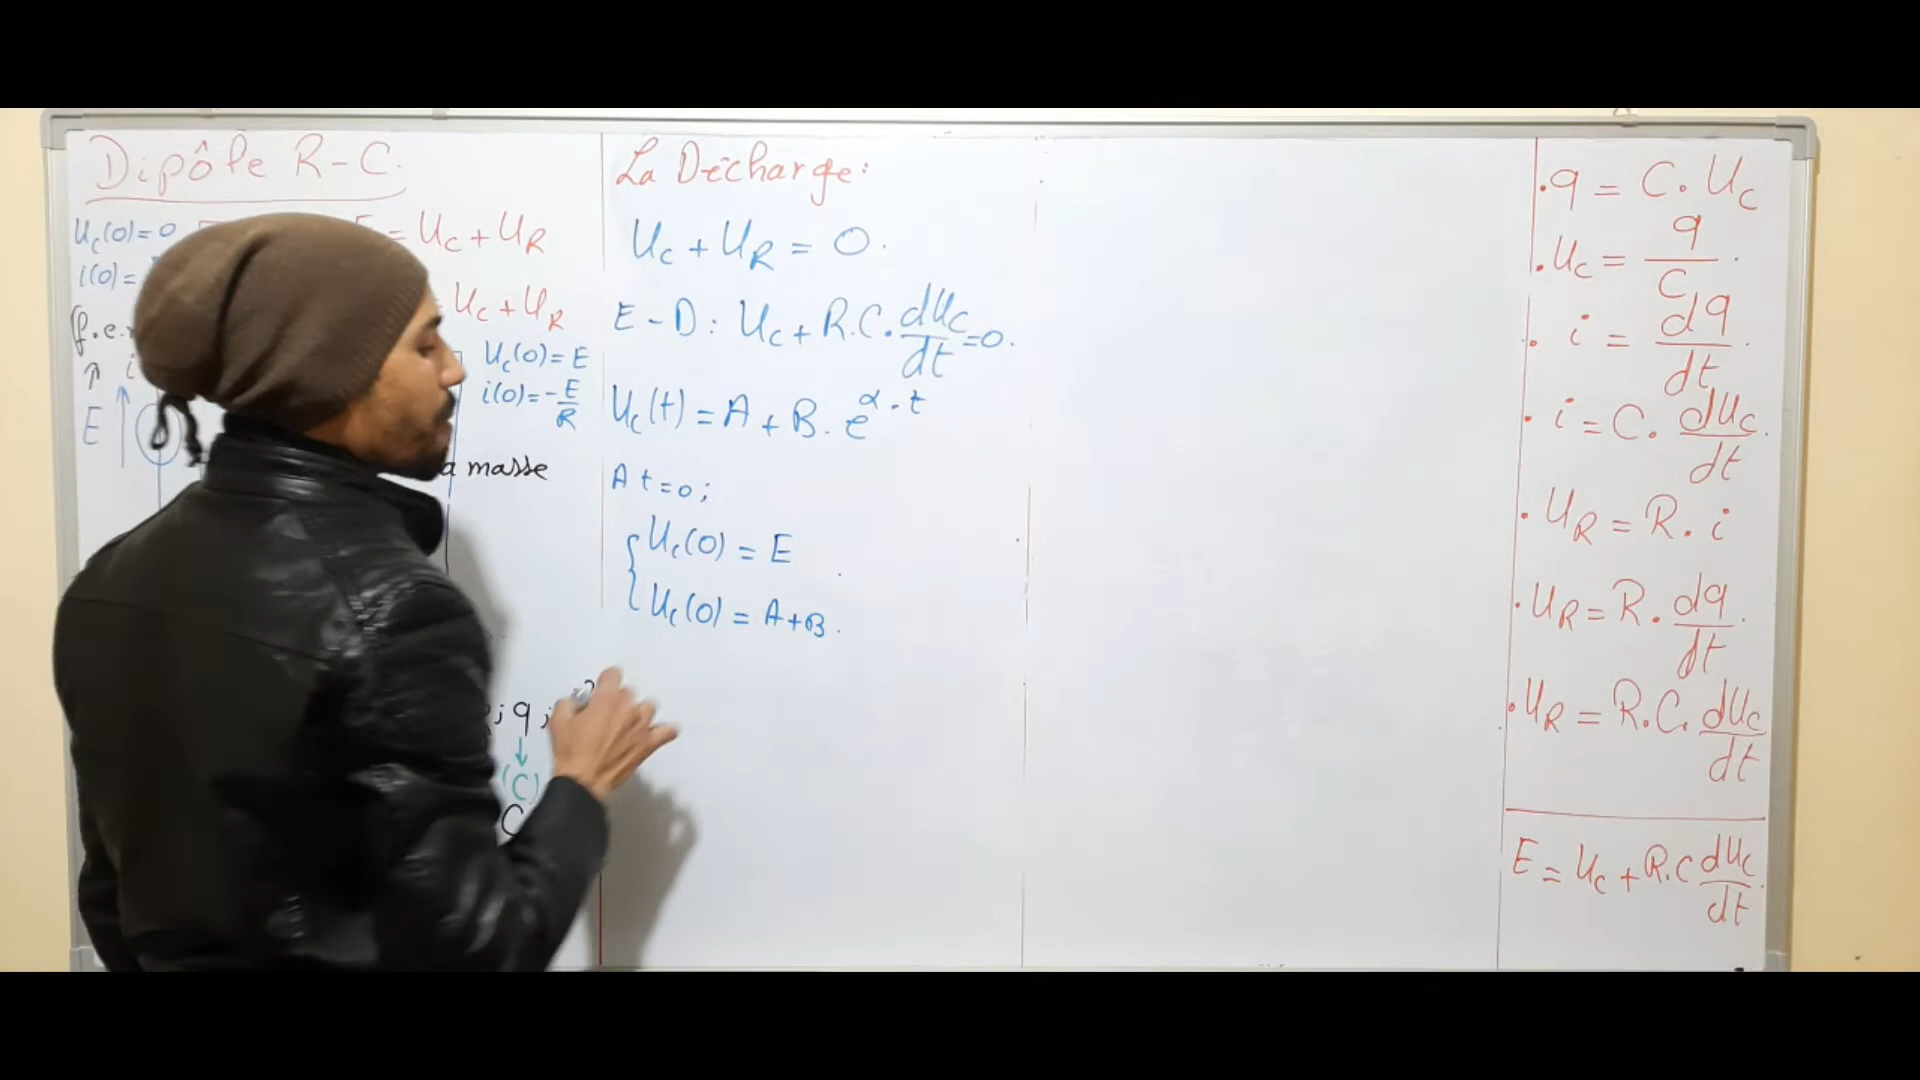 Dipôle R-C.
Uc(0)=0
= Uc + UR
i(0)=
Uc + UR
Uc(0)=E
i(0)=-E/R
i
E
a masse
; q ;
(C)
C
La Décharge:
Uc + UR = 0.
E-D: Uc + R.C. dUc/dt =0.
Uc(t) = A + B. e^α.t
A t=0;
Uc(0) = E
Uc(0) = A+B.
. q = C. Uc
. Uc = q/C .
. i = dq/dt .
. i = C. dUc/dt .
. UR = R. i
. UR = R. dq/dt .
. UR = R.C. dUc/dt
E = Uc + R.C dUc/dt .